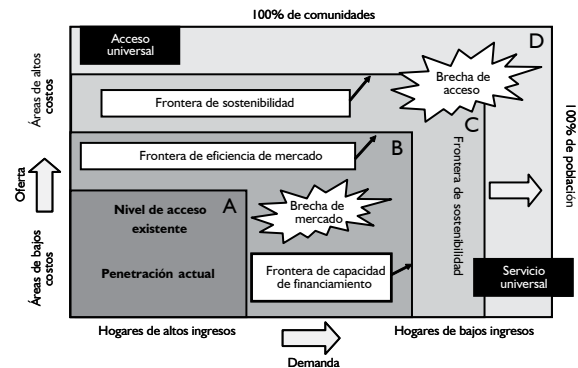 100% de comunidades
Acceso
universal
D
Brecha de
acceso
Áreas de altos
costos
Frontera de sostenibilidad
C
100% de población
B
Frontera de eficiencia de mercado
Frontera de sostenibilidad
Oferta
A
Nivel de acceso
existente
Brecha de
mercado
Penetración actual
Áreas de bajos
costos
Frontera de capacidad
de financiamiento
Servicio
universal
Hogares de altos ingresos
Hogares de bajos ingresos
Demanda